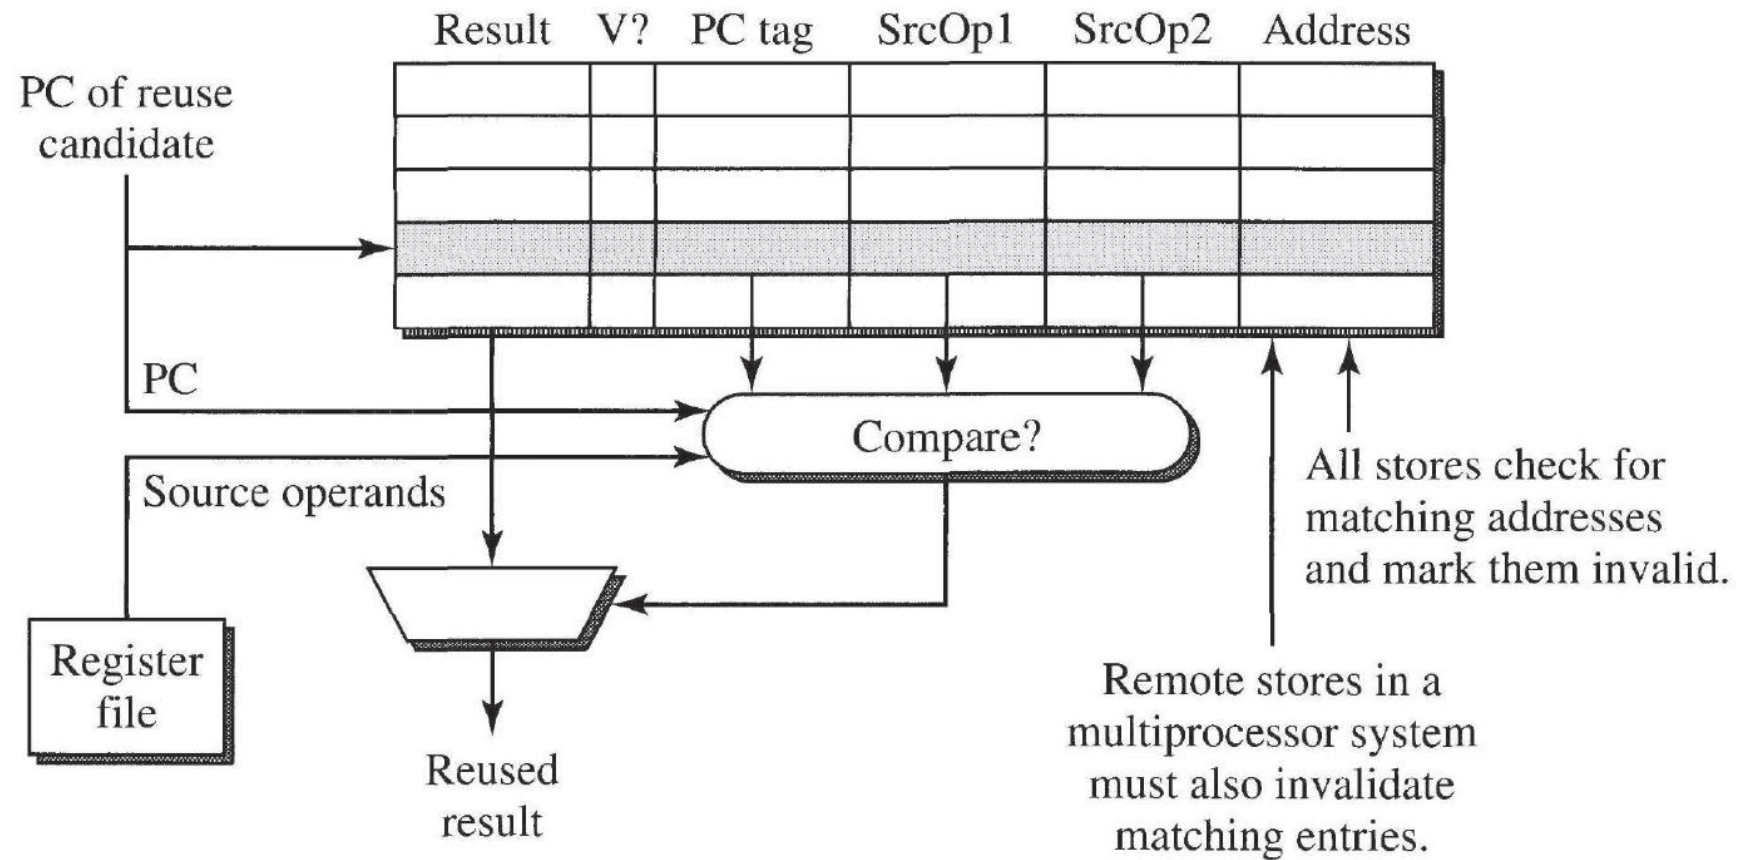 Result V? PC tag SrcOp1 SrcOp2 Address
PC of reuse
candidate
PC
Compare?
Source operands
All stores check for
matching addresses
and mark them invalid.
Register
file
Remote stores in a
multiprocessor system
must also invalidate
matching entries.
Reused
result